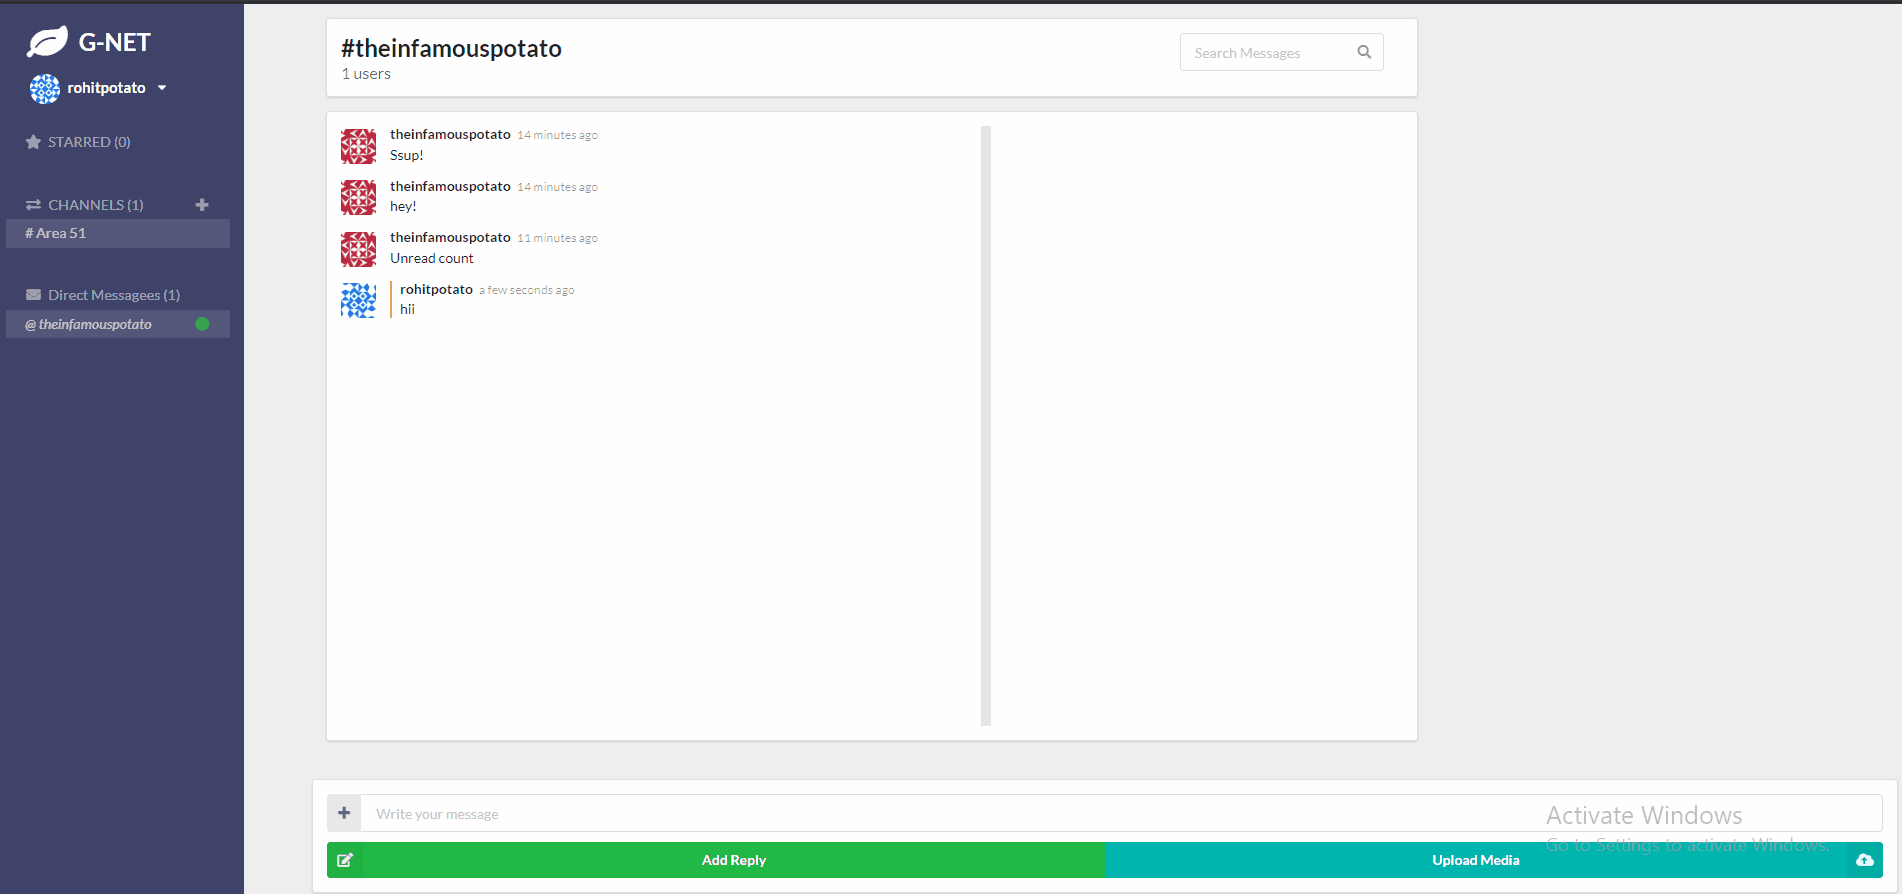 G-NET
rohitpotato
STARRED (0)
CHANNELS (1)
# Area 51
Direct Messagees (1)
@ theinfamouspotato
#theinfamouspotato
1 users
Search Messages
theinfamouspotato 14 minutes ago
Ssup!
theinfamouspotato 14 minutes ago
hey!
theinfamouspotato 11 minutes ago
Unread count
rohitpotato a few seconds ago
hii
Write your message
Add Reply
Upload Media
Activate Windows
Go to Settings to activate Windows.